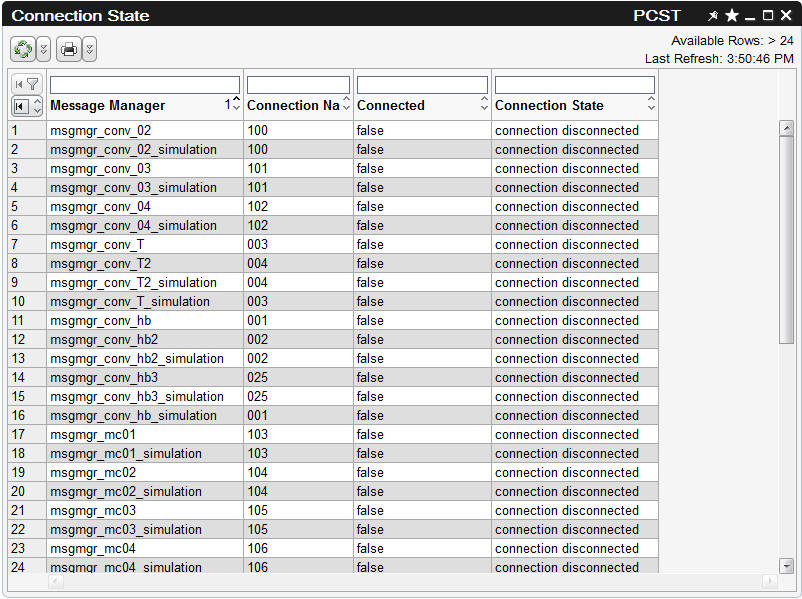 Connection State PCST
Available Rows: > 24
Last Refresh: 3:50:46 PM
Message Manager 1 Connection Na Connected Connection State
1 msgmgr_conv_02 100 false connection disconnected
2 msgmgr_conv_02_simulation 100 false connection disconnected
3 msgmgr_conv_03 101 false connection disconnected
4 msgmgr_conv_03_simulation 101 false connection disconnected
5 msgmgr_conv_04 102 false connection disconnected
6 msgmgr_conv_04_simulation 102 false connection disconnected
7 msgmgr_conv_T 003 false connection disconnected
8 msgmgr_conv_T2 004 false connection disconnected
9 msgmgr_conv_T2_simulation 004 false connection disconnected
10 msgmgr_conv_T_simulation 003 false connection disconnected
11 msgmgr_conv_hb 001 false connection disconnected
12 msgmgr_conv_hb2 002 false connection disconnected
13 msgmgr_conv_hb2_simulation 002 false connection disconnected
14 msgmgr_conv_hb3 025 false connection disconnected
15 msgmgr_conv_hb3_simulation 025 false connection disconnected
16 msgmgr_conv_hb_simulation 001 false connection disconnected
17 msgmgr_mc01 103 false connection disconnected
18 msgmgr_mc01_simulation 103 false connection disconnected
19 msgmgr_mc02 104 false connection disconnected
20 msgmgr_mc02_simulation 104 false connection disconnected
21 msgmgr_mc03 105 false connection disconnected
22 msgmgr_mc03_simulation 105 false connection disconnected
23 msgmgr_mc04 106 false connection disconnected
24 msgmgr_mc04_simulation 106 false connection disconnected